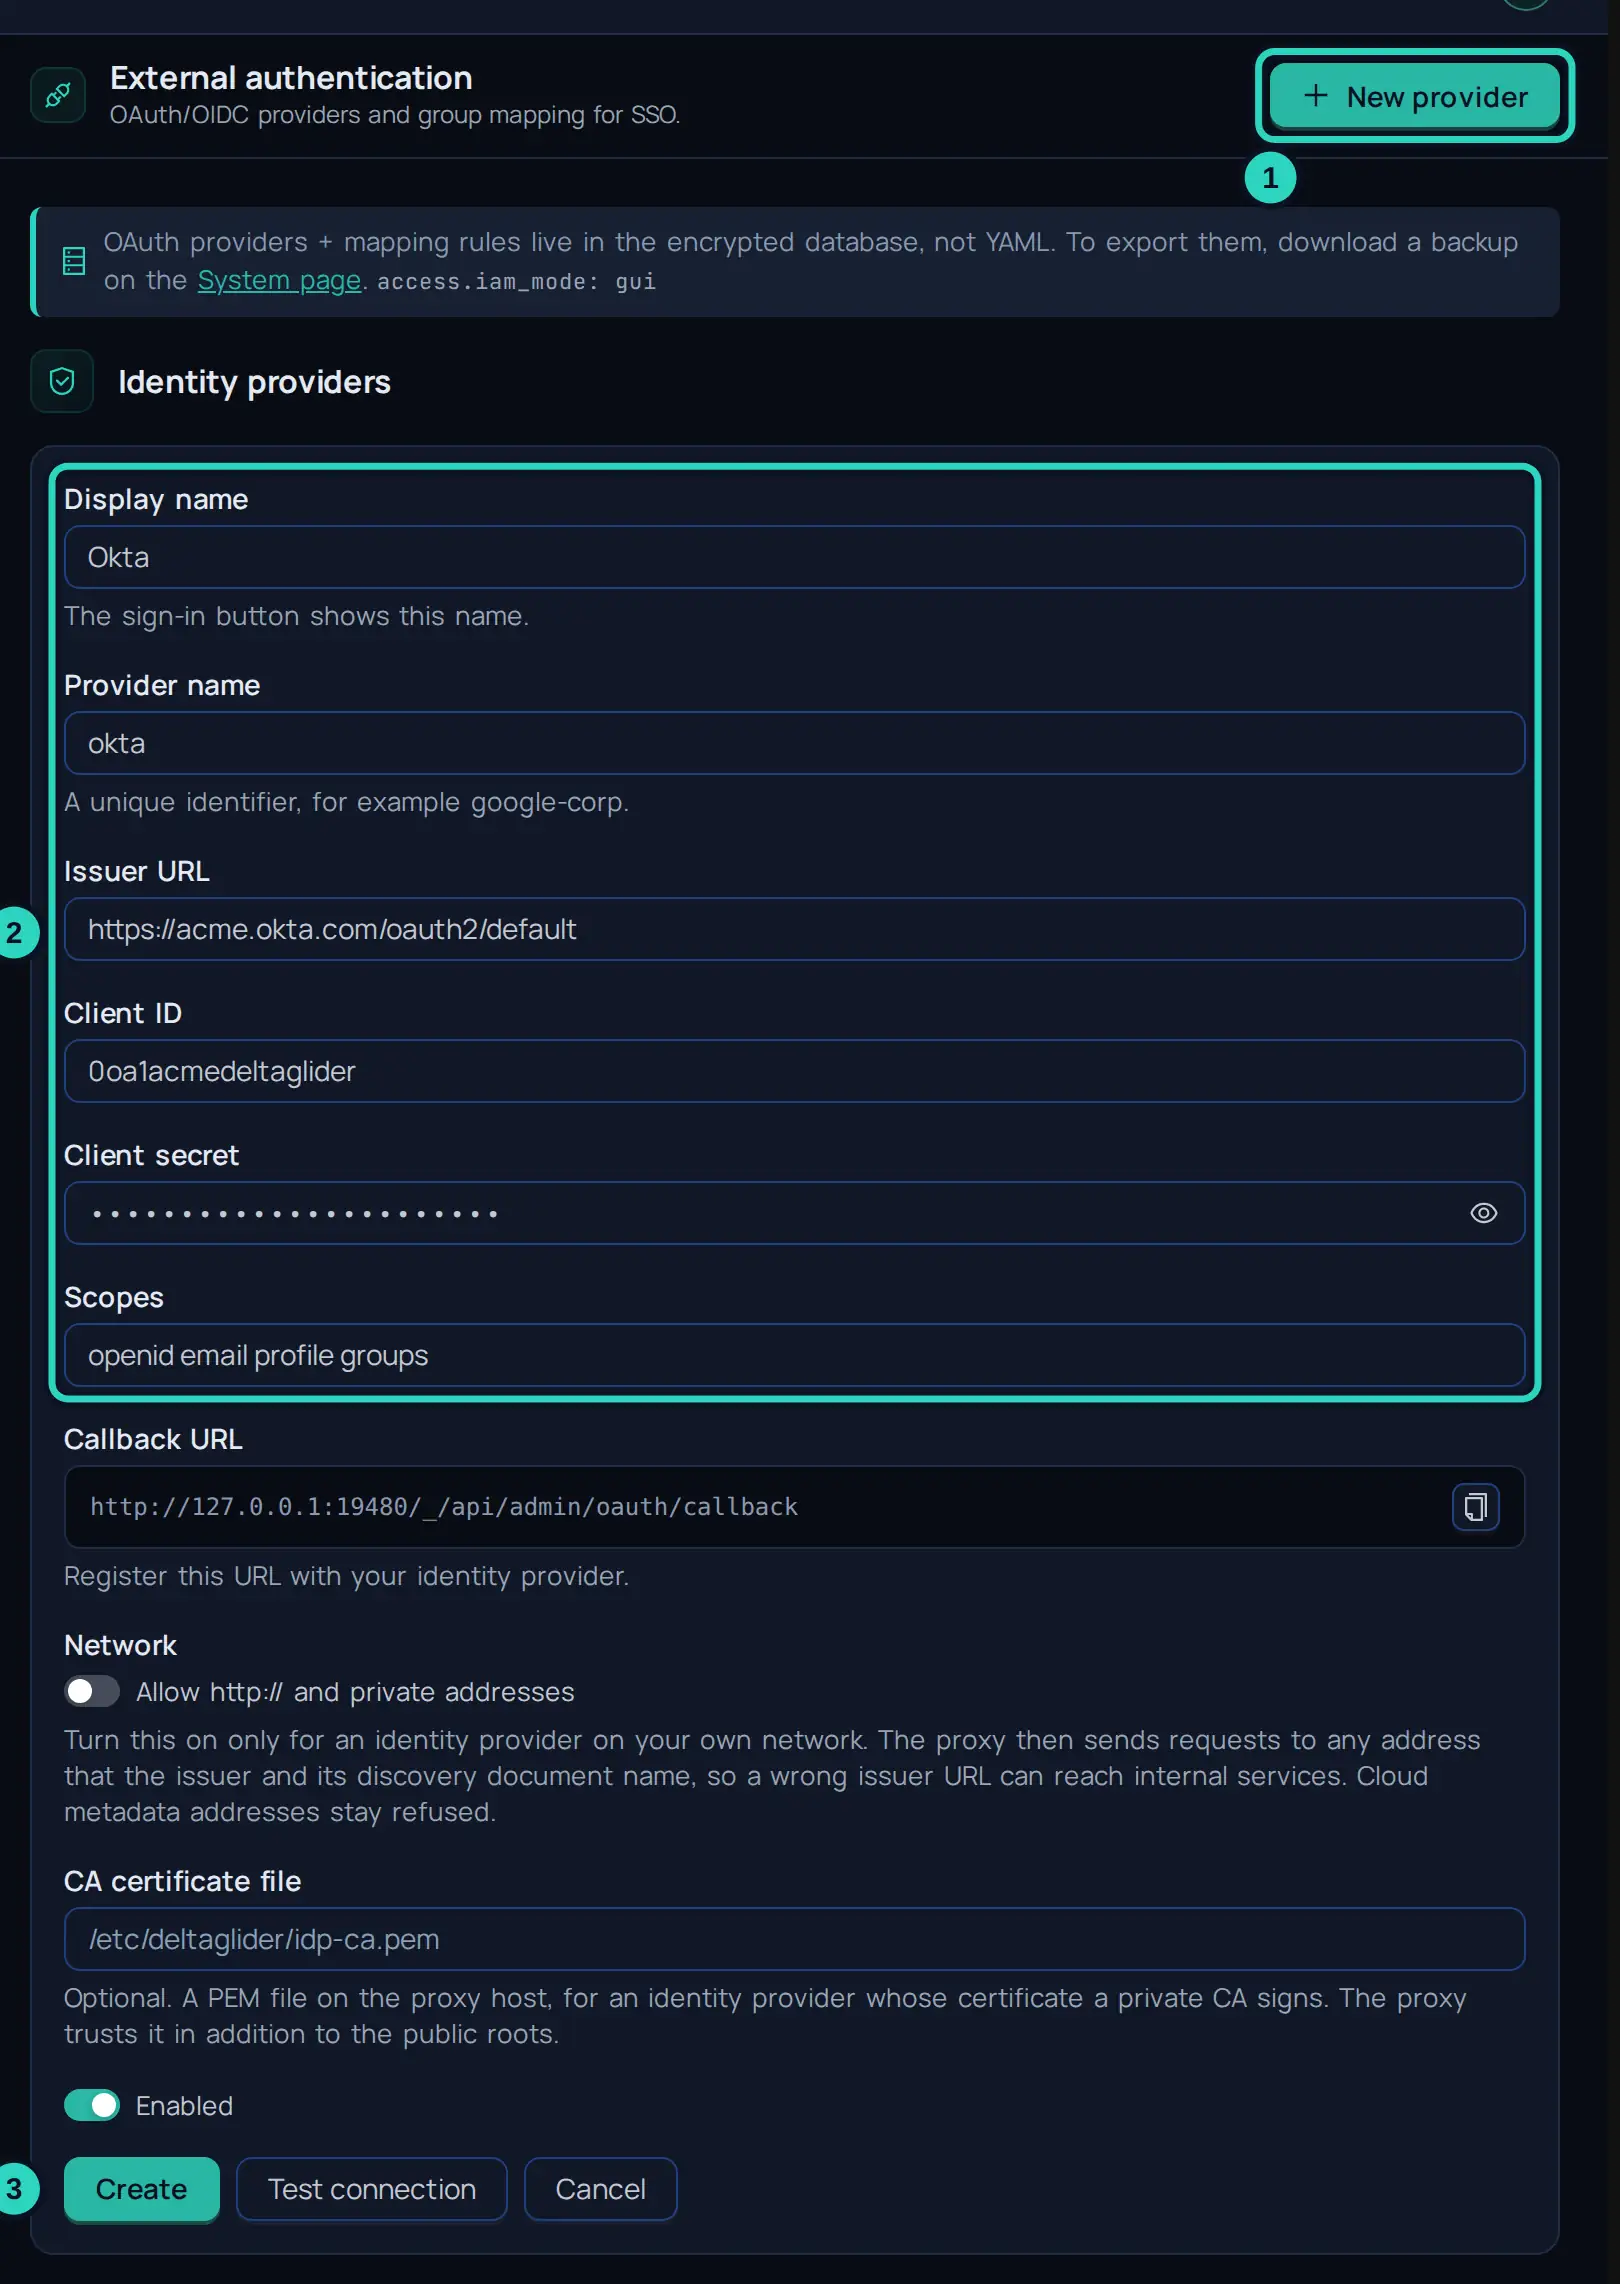 External authentication
OAuth/OIDC providers and group mapping for SSO.
+ New provider
1
OAuth providers + mapping rules live in the encrypted database, not YAML. To export them, download a backup
on the System page. access.iam_mode: gui
Identity providers
Display name
Okta
The sign-in button shows this name.
Provider name
okta
A unique identifier, for example google-corp.
Issuer URL
2
https://acme.okta.com/oauth2/default
Client ID
0oa1acmedeltaglider
Client secret
•••••••••••••••••••••••
Scopes
openid email profile groups
Callback URL
http://127.0.0.1:19480/_/api/admin/oauth/callback
Register this URL with your identity provider.
Network
Allow http:// and private addresses
Turn this on only for an identity provider on your own network. The proxy then sends requests to any address
that the issuer and its discovery document name, so a wrong issuer URL can reach internal services. Cloud
metadata addresses stay refused.
CA certificate file
/etc/deltaglider/idp-ca.pem
Optional. A PEM file on the proxy host, for an identity provider whose certificate a private CA signs. The proxy
trusts it in addition to the public roots.
Enabled
3
Create
Test connection
Cancel